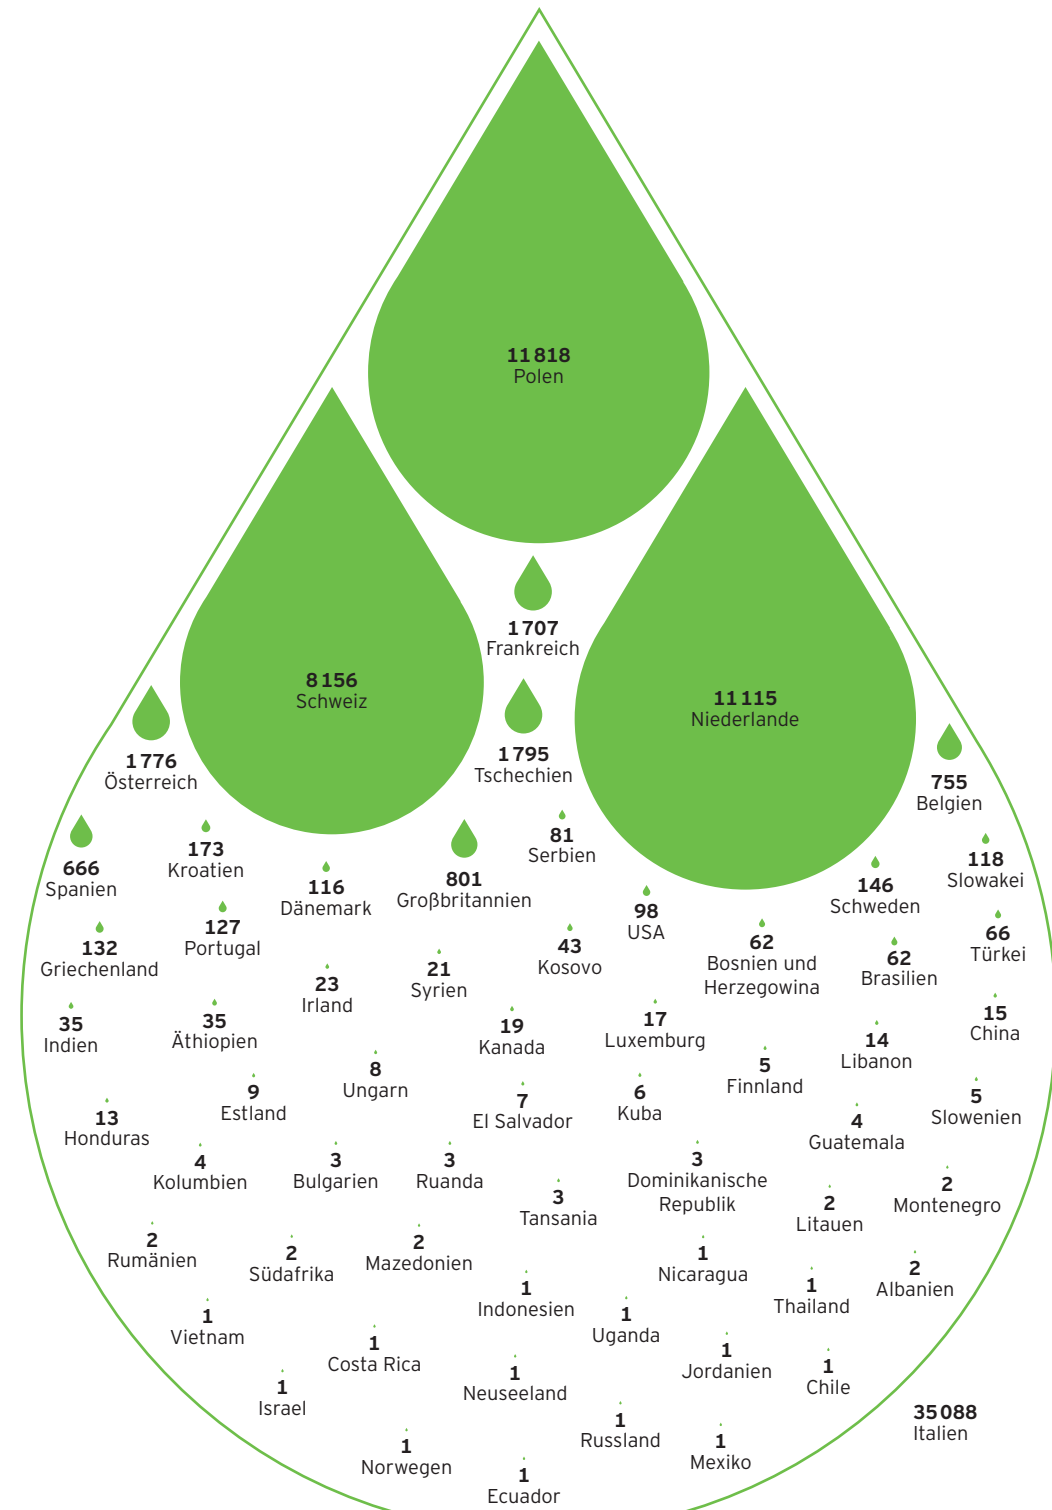 11 818
Polen
1 707
Frankreich
8 156
Schweiz
11 115
Niederlande
1 776
Österreich
1 795
Tschechien
755
Belgien
666
Spanien
173
Kroatien
116
Dänemark
801
Großbritannien
81
Serbien
98
USA
146
Schweden
118
Slowakei
132
Griechenland
127
Portugal
23
Irland
21
Syrien
43
Kosovo
62
Bosnien und
Herzegowina
62
Brasilien
66
Türkei
35
Indien
35
Äthiopien
19
Kanada
17
Luxemburg
14
Libanon
15
China
13
Honduras
9
Estland
8
Ungarn
7
El Salvador
6
Kuba
5
Finnland
4
Guatemala
5
Slowenien
4
Kolumbien
3
Bulgarien
3
Ruanda
3
Tansania
3
Dominikanische
Republik
2
Litauen
2
Montenegro
2
Rumänien
2
Südafrika
2
Mazedonien
1
Indonesien
1
Nicaragua
1
Thailand
2
Albanien
1
Vietnam
1
Costa Rica
1
Uganda
1
Jordanien
1
Chile
1
Israel
1
Neuseeland
1
Russland
1
Mexiko
35 088
Italien
1
Norwegen
1
Ecuador